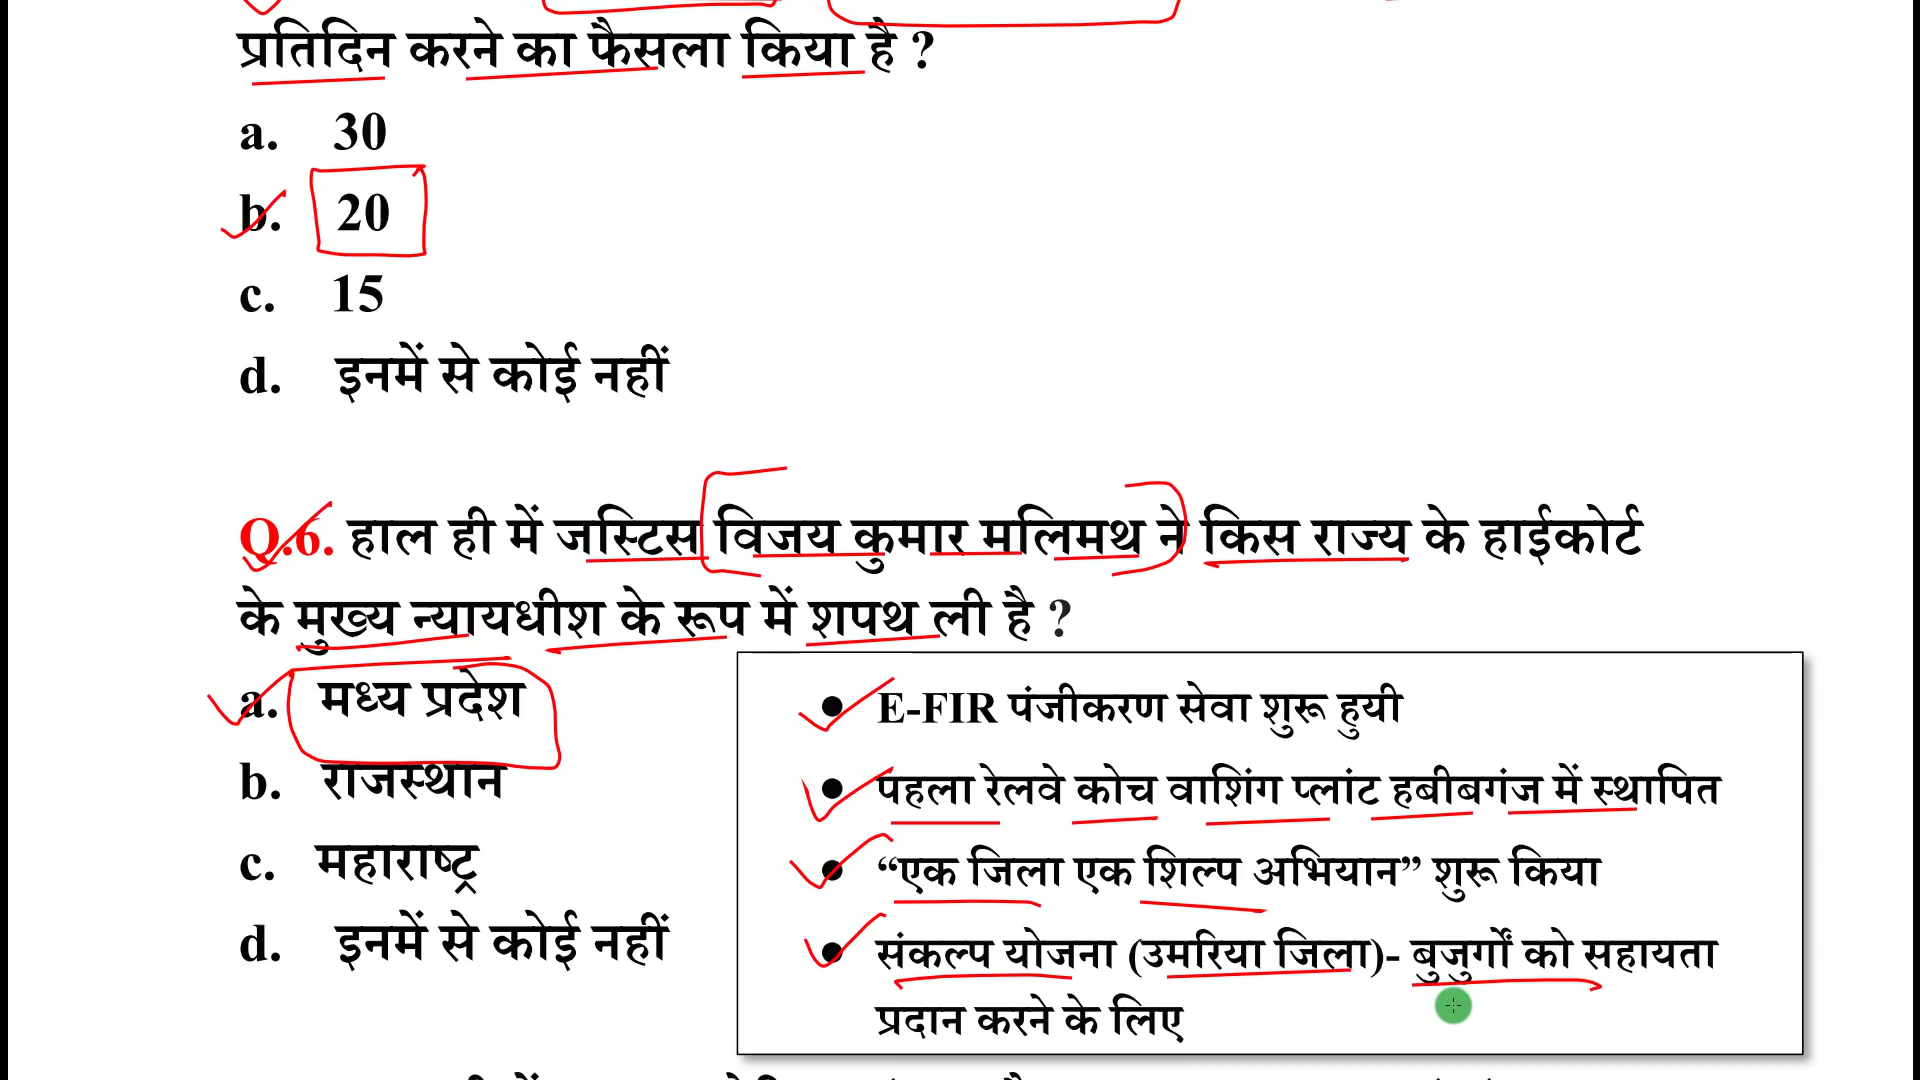 प्रतिदिन करने का फैसला किया है ?
a. 30
b. 20
c. 15
d. इनमें से कोई नहीं
Q.6. हाल ही में जस्टिस विजय कुमार मलिमथ ने किस राज्य के हाईकोर्ट
के मुख्य न्यायधीश के रूप में शपथ ली है ?
a. मध्य प्रदेश
b. राजस्थान
c. महाराष्ट्र
d. इनमें से कोई नहीं
● E-FIR पंजीकरण सेवा शुरू हुयी
● पहला रेलवे कोच वाशिंग प्लांट हबीबगंज में स्थापित
● “एक जिला एक शिल्प अभियान” शुरू किया
● संकल्प योजना (उमरिया जिला)- बुजुर्गों को सहायता
प्रदान करने के लिए